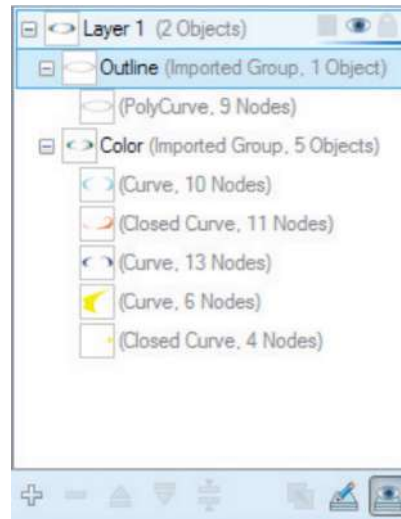 Layer 1 (2 Objects)
Outline (Imported Group, 1 Object)
(PolyCurve, 9 Nodes)
Color (Imported Group, 5 Objects)
(Curve, 10 Nodes)
(Closed Curve, 11 Nodes)
(Curve, 13 Nodes)
(Curve, 6 Nodes)
(Closed Curve, 4 Nodes)